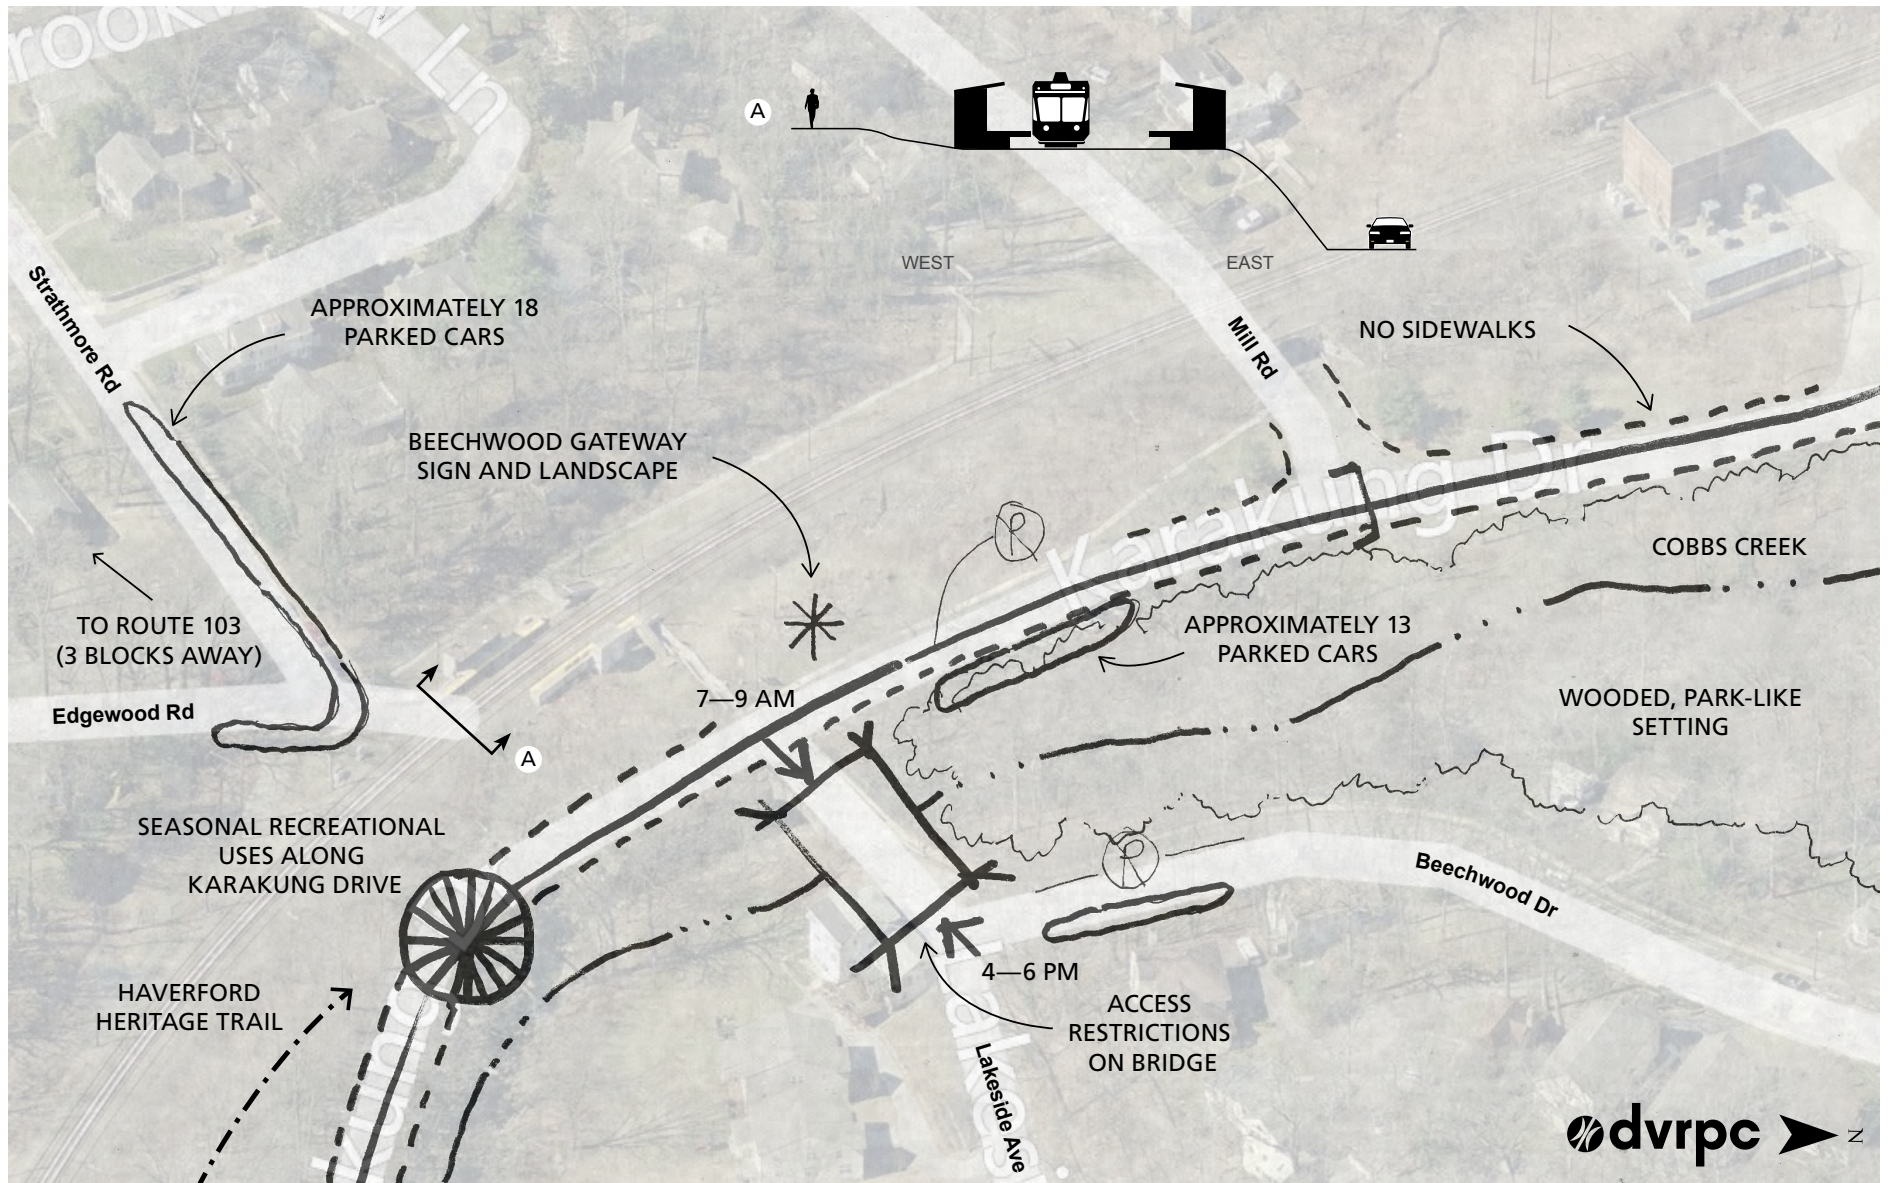 rookview Ln
A
WEST
EAST
Strathmore Rd
APPROXIMATELY 18
PARKED CARS
Mill Rd
NO SIDEWALKS
BEECHWOOD GATEWAY
SIGN AND LANDSCAPE
Karakung Dr
R
COBBS CREEK
TO ROUTE 103
(3 BLOCKS AWAY)
APPROXIMATELY 13
PARKED CARS
7—9 AM
Edgewood Rd
WOODED, PARK-LIKE
SETTING
A
SEASONAL RECREATIONAL
USES ALONG
KARAKUNG DRIVE
R
Beechwood Dr
4—6 PM
HAVERFORD
HERITAGE TRAIL
ACCESS
RESTRICTIONS
ON BRIDGE
Lakeside Ave
dvrpc
N